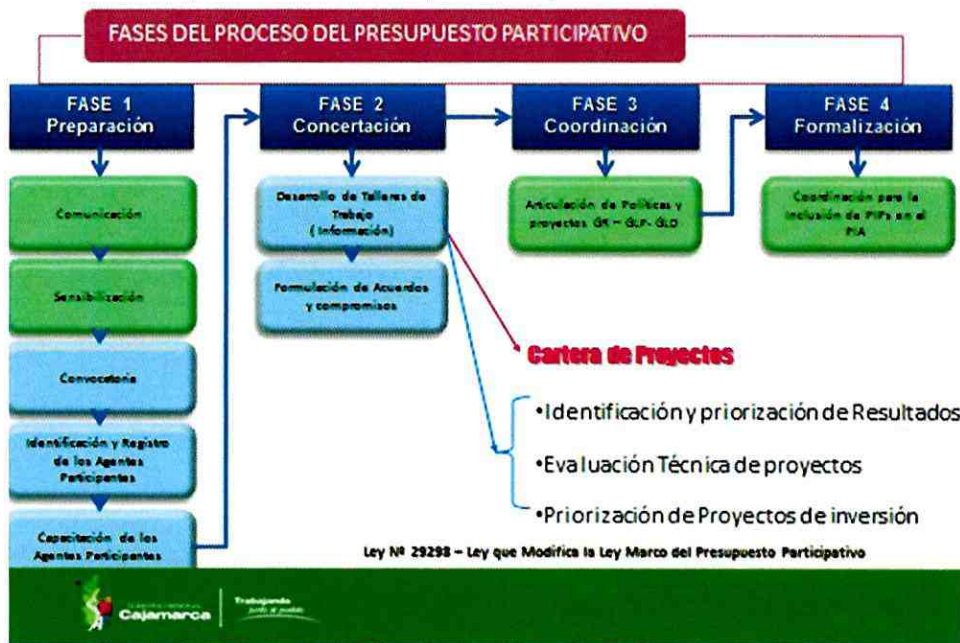 FASES DEL PROCESO DEL PRESUPUESTO PARTICIPATIVO
FASE 1
Preparación
FASE 2
Concertación
FASE 3
Coordinación
FASE 4
Formalización
Comunicación
Sensibilización
Convocatoria
Identificación y Registro
de los Agentes
Participantes
Capacitación de los
Agentes Participantes
Desarrollo de Talleres de
Trabajo
( Información)
Formulación de Acuerdos
y compromisos
Articulación de Políticas y
proyectos GR – GLP- GLD
Coordinación para la
Inclusión de PIPs en el
PIA
Cartera de Proyectos
•Identificación y priorización de Resultados
•Evaluación Técnica de proyectos
•Priorización de Proyectos de inversión
Ley Nº 29298 – Ley que Modifica la Ley Marco del Presupuesto Participativo
Cajamarca
Trabajando
junto al pueblo